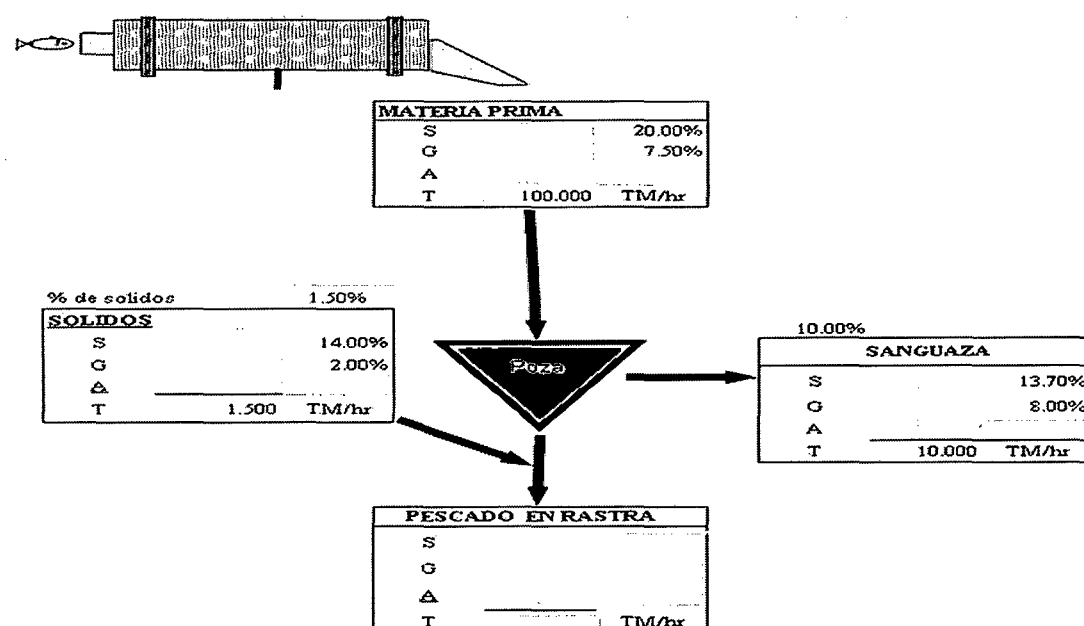 MATERIA PRIMA
S 20.00%
G 7.50%
A
T 100.000 TM/hr
% de solidos 1.50%
SOLIDOS
S 14.00%
G 2.00%
A
T 1.500 TM/hr
Poza
10.00%
SANGUAZA
S 13.70%
G 8.00%
A
T 10.000 TM/hr
PESCADO EN RASTRA
S
G
A
T TM/hr